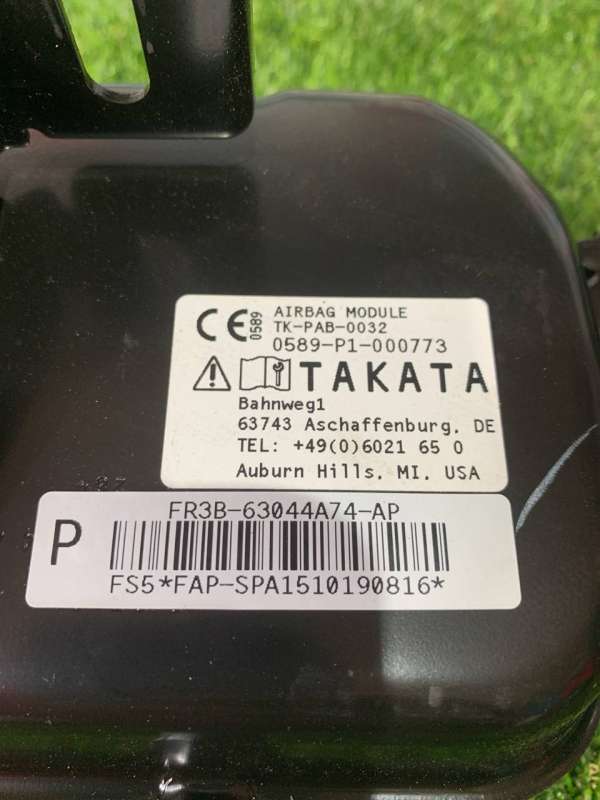 CE 0589
AIRBAG MODULE
TK-PAB-0032
0589-P1-000773
TAKATA
Bahnweg1
63743 Aschaffenburg, DE
TEL: +49(0)6021 65 0
Auburn Hills, MI, USA
FR3B-63044A74-AP
P
FS5*FAP-SPA1510190816*